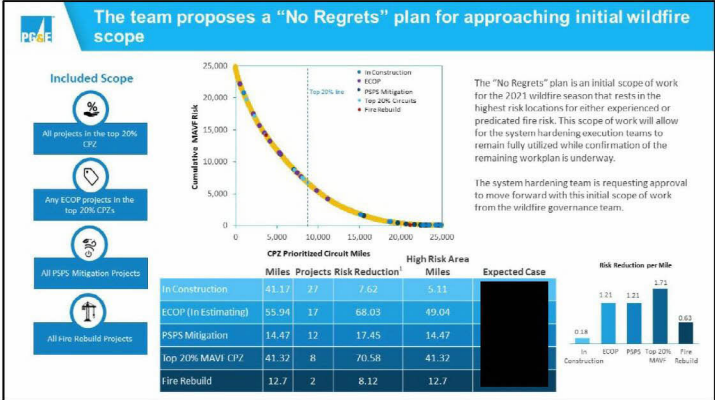 PG&E
The team proposes a “No Regrets” plan for approaching initial wildfire
scope
Included Scope
%
All projects in the top 20%
CPZ
Any ECOP projects in the
top 20% CPZs
All PSPS Mitigation Projects
All Fire Rebuild Projects
Cumulative MAVF Risk
25,000
20,000
15,000
10,000
5,000
0
Top 20% line
In Construction
ECOP
PSPS Mitigation
Top 20% Circuits
Fire Rebuild
0 5,000 10,000 15,000 20,000 25,000
CPZ Prioritized Circuit Miles
The “No Regrets” plan is an initial scope of work
for the 2021 wildfire season that rests in the
highest risk locations for either experienced or
predicated fire risk. This scope of work will allow
for the system hardening execution teams to
remain fully utilized while confirmation of the
remaining workplan is underway.
The system hardening team is requesting approval
to move forward with this initial scope of work
from the wildfire governance team.
Miles Projects Risk Reduction¹ High Risk Area Miles Expected Case
In Construction 41.17 27 7.62 5.11
ECOP (In Estimating) 55.94 17 68.03 49.04
PSPS Mitigation 14.47 12 17.45 14.47
Top 20% MAVF CPZ 41.32 8 70.58 41.32
Fire Rebuild 12.7 2 8.12 12.7
Risk Reduction per Mile
0.18 1.21 1.21 1.71 0.63
In Construction ECOP PSPS Top 20% MAVF Fire Rebuild